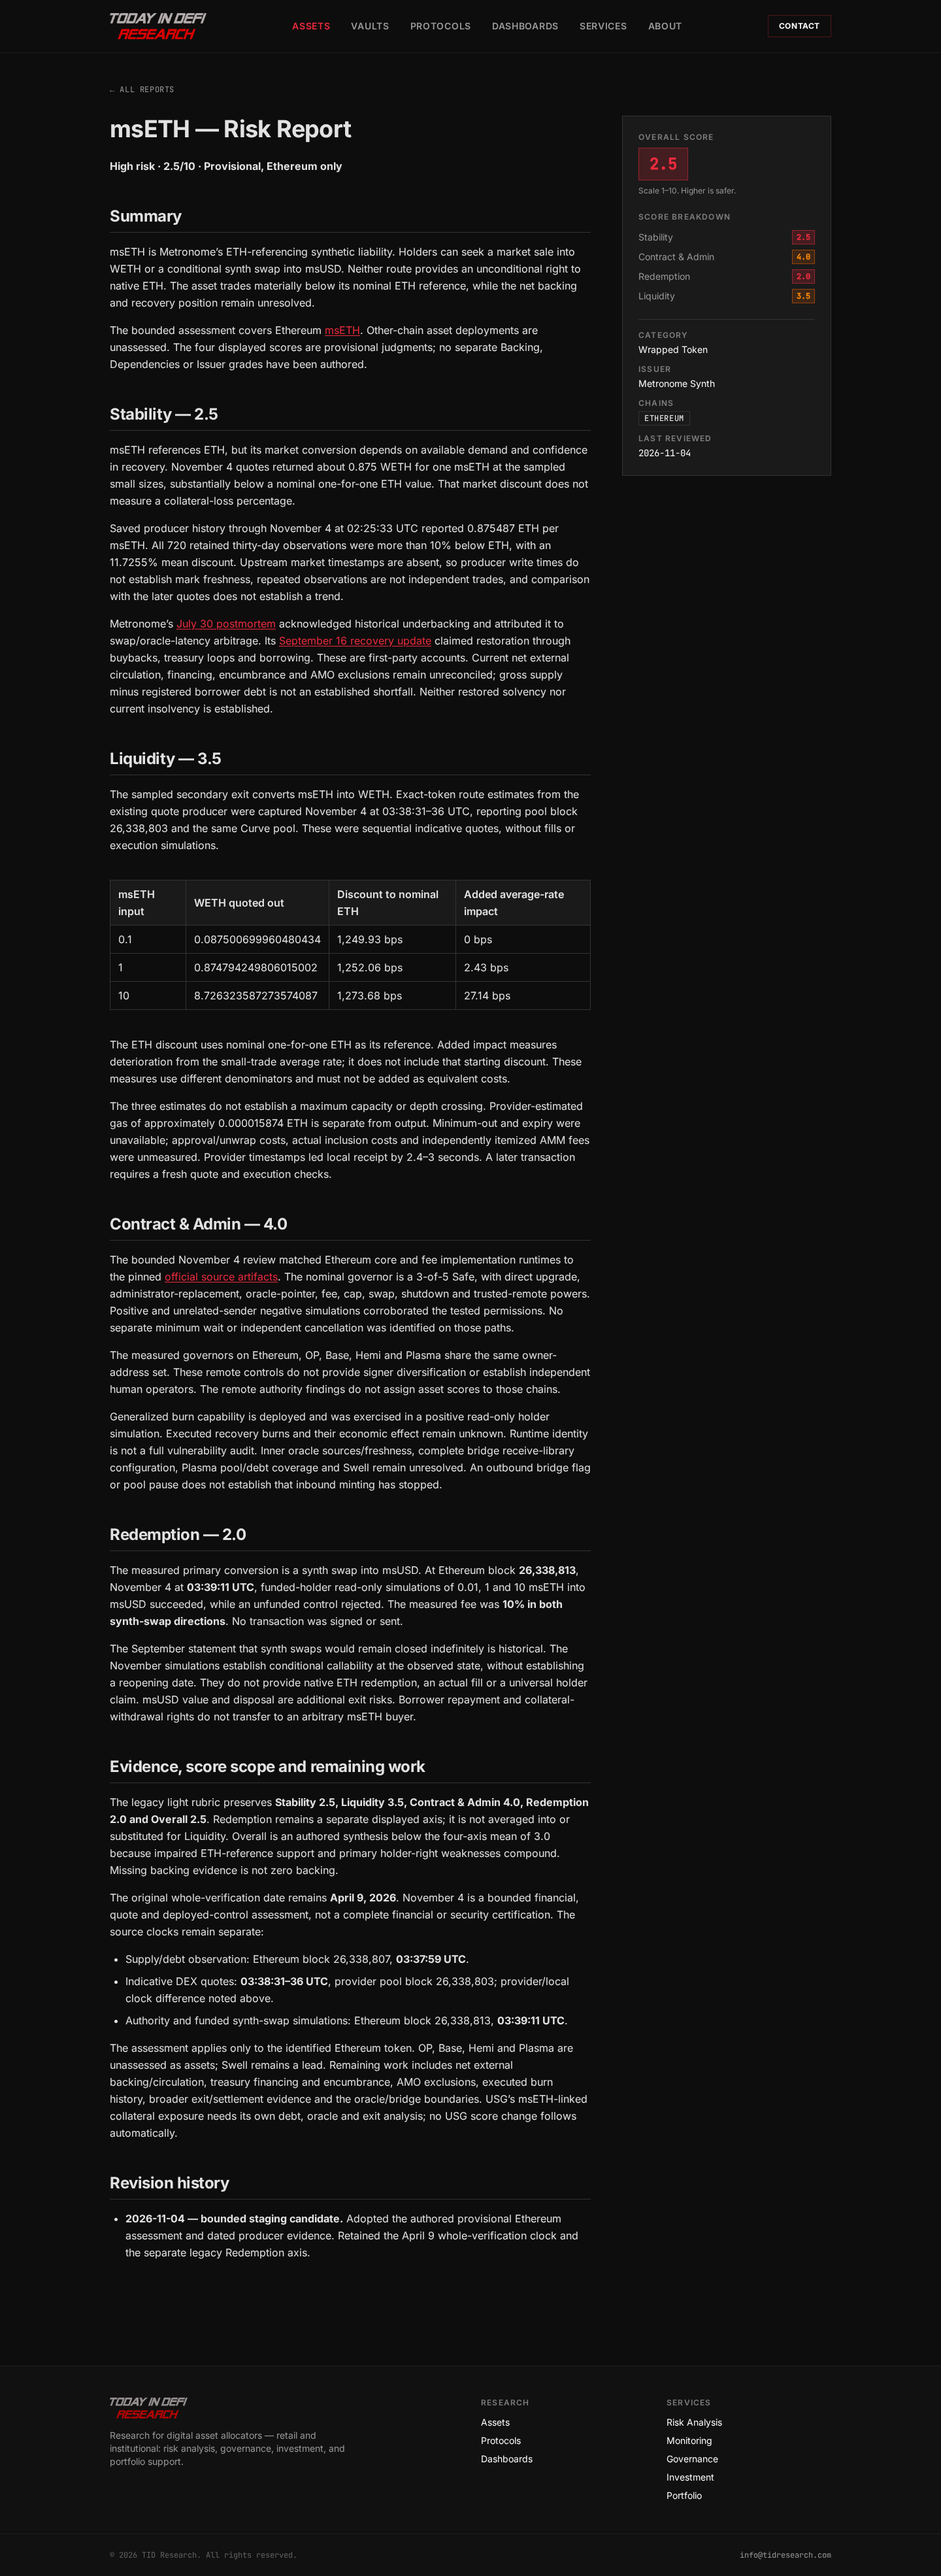 TODAY IN DEFI
RESEARCH
ASSETS
VAULTS
PROTOCOLS
DASHBOARDS
SERVICES
ABOUT
CONTACT
← ALL REPORTS
msETH — Risk Report
High risk · 2.5/10 · Provisional, Ethereum only
Summary
msETH is Metronome’s ETH-referencing synthetic liability. Holders can seek a market sale into
WETH or a conditional synth swap into msUSD. Neither route provides an unconditional right to
native ETH. The asset trades materially below its nominal ETH reference, while the net backing
and recovery position remain unresolved.
The bounded assessment covers Ethereum msETH. Other-chain asset deployments are
unassessed. The four displayed scores are provisional judgments; no separate Backing,
Dependencies or Issuer grades have been authored.
Stability — 2.5
msETH references ETH, but its market conversion depends on available demand and confidence
in recovery. November 4 quotes returned about 0.875 WETH for one msETH at the sampled
small sizes, substantially below a nominal one-for-one ETH value. That market discount does not
measure a collateral-loss percentage.
Saved producer history through November 4 at 02:25:33 UTC reported 0.875487 ETH per
msETH. All 720 retained thirty-day observations were more than 10% below ETH, with an
11.7255% mean discount. Upstream market timestamps are absent, so producer write times do
not establish mark freshness, repeated observations are not independent trades, and comparison
with the later quotes does not establish a trend.
Metronome’s July 30 postmortem acknowledged historical underbacking and attributed it to
swap/oracle-latency arbitrage. Its September 16 recovery update claimed restoration through
buybacks, treasury loops and borrowing. These are first-party accounts. Current net external
circulation, financing, encumbrance and AMO exclusions remain unreconciled; gross supply
minus registered borrower debt is not an established shortfall. Neither restored solvency nor
current insolvency is established.
Liquidity — 3.5
The sampled secondary exit converts msETH into WETH. Exact-token route estimates from the
existing quote producer were captured November 4 at 03:38:31–36 UTC, reporting pool block
26,338,803 and the same Curve pool. These were sequential indicative quotes, without fills or
execution simulations.
msETH input | WETH quoted out | Discount to nominal ETH | Added average-rate impact
0.1 | 0.087500699960480434 | 1,249.93 bps | 0 bps
1 | 0.874794249806015002 | 1,252.06 bps | 2.43 bps
10 | 8.726323587273574087 | 1,273.68 bps | 27.14 bps
The ETH discount uses nominal one-for-one ETH as its reference. Added impact measures
deterioration from the small-trade average rate; it does not include that starting discount. These
measures use different denominators and must not be added as equivalent costs.
The three estimates do not establish a maximum capacity or depth crossing. Provider-estimated
gas of approximately 0.000015874 ETH is separate from output. Minimum-out and expiry were
unavailable; approval/unwrap costs, actual inclusion costs and independently itemized AMM fees
were unmeasured. Provider timestamps led local receipt by 2.4–3 seconds. A later transaction
requires a fresh quote and execution checks.
Contract & Admin — 4.0
The bounded November 4 review matched Ethereum core and fee implementation runtimes to
the pinned official source artifacts. The nominal governor is a 3-of-5 Safe, with direct upgrade,
administrator-replacement, oracle-pointer, fee, cap, swap, shutdown and trusted-remote powers.
Positive and unrelated-sender negative simulations corroborated the tested permissions. No
separate minimum wait or independent cancellation was identified on those paths.
The measured governors on Ethereum, OP, Base, Hemi and Plasma share the same owner-
address set. These remote controls do not provide signer diversification or establish independent
human operators. The remote authority findings do not assign asset scores to those chains.
Generalized burn capability is deployed and was exercised in a positive read-only holder
simulation. Executed recovery burns and their economic effect remain unknown. Runtime identity
is not a full vulnerability audit. Inner oracle sources/freshness, complete bridge receive-library
configuration, Plasma pool/debt coverage and Swell remain unresolved. An outbound bridge flag
or pool pause does not establish that inbound minting has stopped.
Redemption — 2.0
The measured primary conversion is a synth swap into msUSD. At Ethereum block 26,338,813,
November 4 at 03:39:11 UTC, funded-holder read-only simulations of 0.01, 1 and 10 msETH into
msUSD succeeded, while an unfunded control rejected. The measured fee was 10% in both
synth-swap directions. No transaction was signed or sent.
The September statement that synth swaps would remain closed indefinitely is historical. The
November simulations establish conditional callability at the observed state, without establishing
a reopening date. They do not provide native ETH redemption, an actual fill or a universal holder
claim. msUSD value and disposal are additional exit risks. Borrower repayment and collateral-
withdrawal rights do not transfer to an arbitrary msETH buyer.
Evidence, score scope and remaining work
The legacy light rubric preserves Stability 2.5, Liquidity 3.5, Contract & Admin 4.0, Redemption
2.0 and Overall 2.5. Redemption remains a separate displayed axis; it is not averaged into or
substituted for Liquidity. Overall is an authored synthesis below the four-axis mean of 3.0
because impaired ETH-reference support and primary holder-right weaknesses compound.
Missing backing evidence is not zero backing.
The original whole-verification date remains April 9, 2026. November 4 is a bounded financial,
quote and deployed-control assessment, not a complete financial or security certification. The
source clocks remain separate:
• Supply/debt observation: Ethereum block 26,338,807, 03:37:59 UTC.
• Indicative DEX quotes: 03:38:31–36 UTC, provider pool block 26,338,803; provider/local
clock difference noted above.
• Authority and funded synth-swap simulations: Ethereum block 26,338,813, 03:39:11 UTC.
The assessment applies only to the identified Ethereum token. OP, Base, Hemi and Plasma are
unassessed as assets; Swell remains a lead. Remaining work includes net external
backing/circulation, treasury financing and encumbrance, AMO exclusions, executed burn
history, broader exit/settlement evidence and the oracle/bridge boundaries. USG’s msETH-linked
collateral exposure needs its own debt, oracle and exit analysis; no USG score change follows
automatically.
Revision history
• 2026-11-04 — bounded staging candidate. Adopted the authored provisional Ethereum
assessment and dated producer evidence. Retained the April 9 whole-verification clock and
the separate legacy Redemption axis.
OVERALL SCORE
2.5
Scale 1–10. Higher is safer.
SCORE BREAKDOWN
Stability 2.5
Contract & Admin 4.0
Redemption 2.0
Liquidity 3.5
CATEGORY
Wrapped Token
ISSUER
Metronome Synth
CHAINS
ETHEREUM
LAST REVIEWED
2026-11-04
TODAY IN DEFI
RESEARCH
Research for digital asset allocators — retail and
institutional: risk analysis, governance, investment, and
portfolio support.
RESEARCH
Assets
Protocols
Dashboards
SERVICES
Risk Analysis
Monitoring
Governance
Investment
Portfolio
© 2026 TID Research. All rights reserved.
info@tidresearch.com